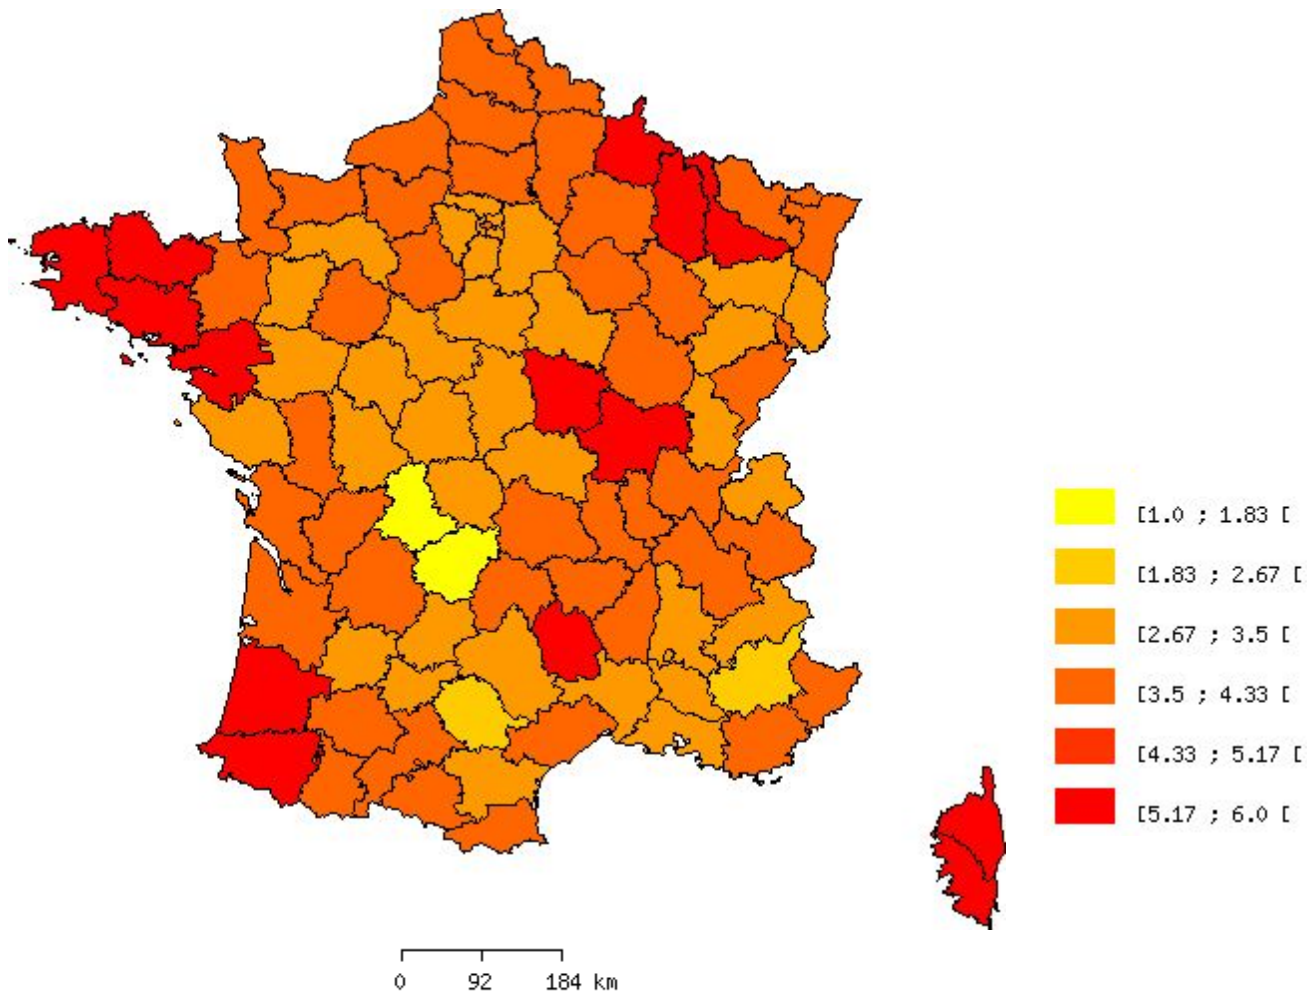 [1.0 ; 1.83 [
[1.83 ; 2.67 [
[2.67 ; 3.5 [
[3.5 ; 4.33 [
[4.33 ; 5.17 [
[5.17 ; 6.0 [
0 92 184 km